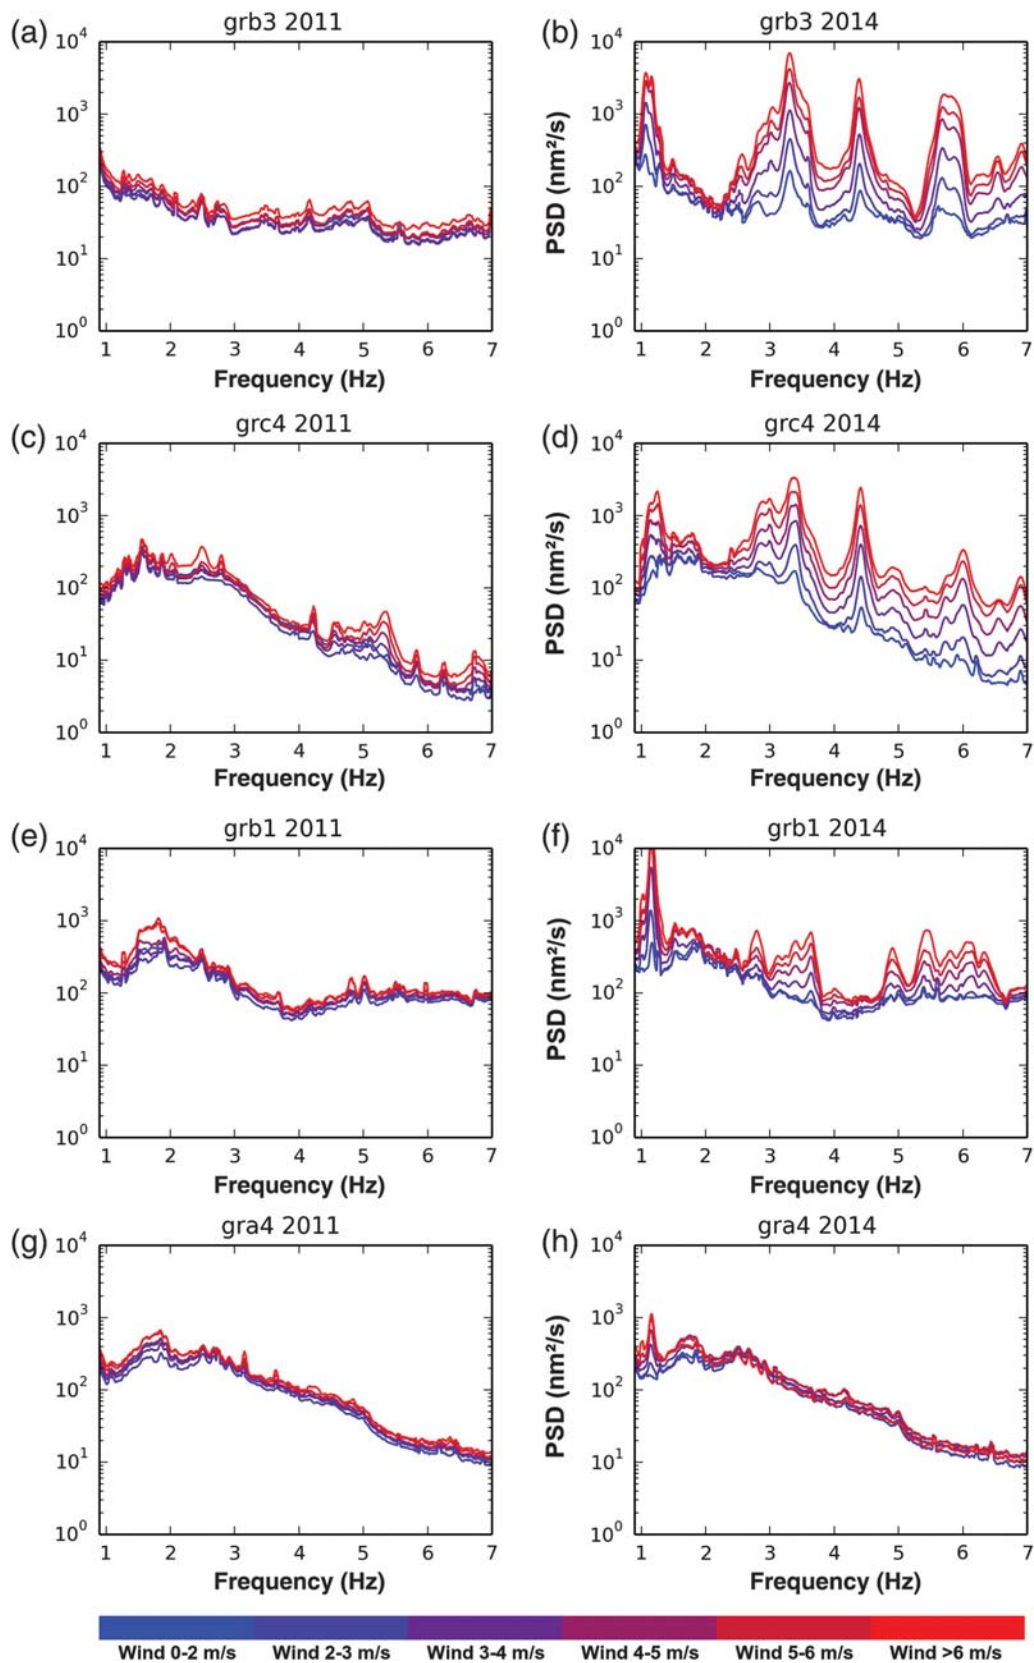 (a) grb3 2011
10⁴
10³
10²
10¹
10⁰
1 2 3 4 5 6 7
Frequency (Hz)
(b) grb3 2014
PSD (nm²/s)
10⁴
10³
10²
10¹
10⁰
1 2 3 4 5 6 7
Frequency (Hz)
(c) grc4 2011
10⁴
10³
10²
10¹
10⁰
1 2 3 4 5 6 7
Frequency (Hz)
(d) grc4 2014
PSD (nm²/s)
10⁴
10³
10²
10¹
10⁰
1 2 3 4 5 6 7
Frequency (Hz)
(e) grb1 2011
10⁴
10³
10²
10¹
10⁰
1 2 3 4 5 6 7
Frequency (Hz)
(f) grb1 2014
PSD (nm²/s)
10⁴
10³
10²
10¹
10⁰
1 2 3 4 5 6 7
Frequency (Hz)
(g) gra4 2011
10⁴
10³
10²
10¹
10⁰
1 2 3 4 5 6 7
Frequency (Hz)
(h) gra4 2014
PSD (nm²/s)
10⁴
10³
10²
10¹
10⁰
1 2 3 4 5 6 7
Frequency (Hz)
Wind 0-2 m/s Wind 2-3 m/s Wind 3-4 m/s Wind 4-5 m/s Wind 5-6 m/s Wind >6 m/s